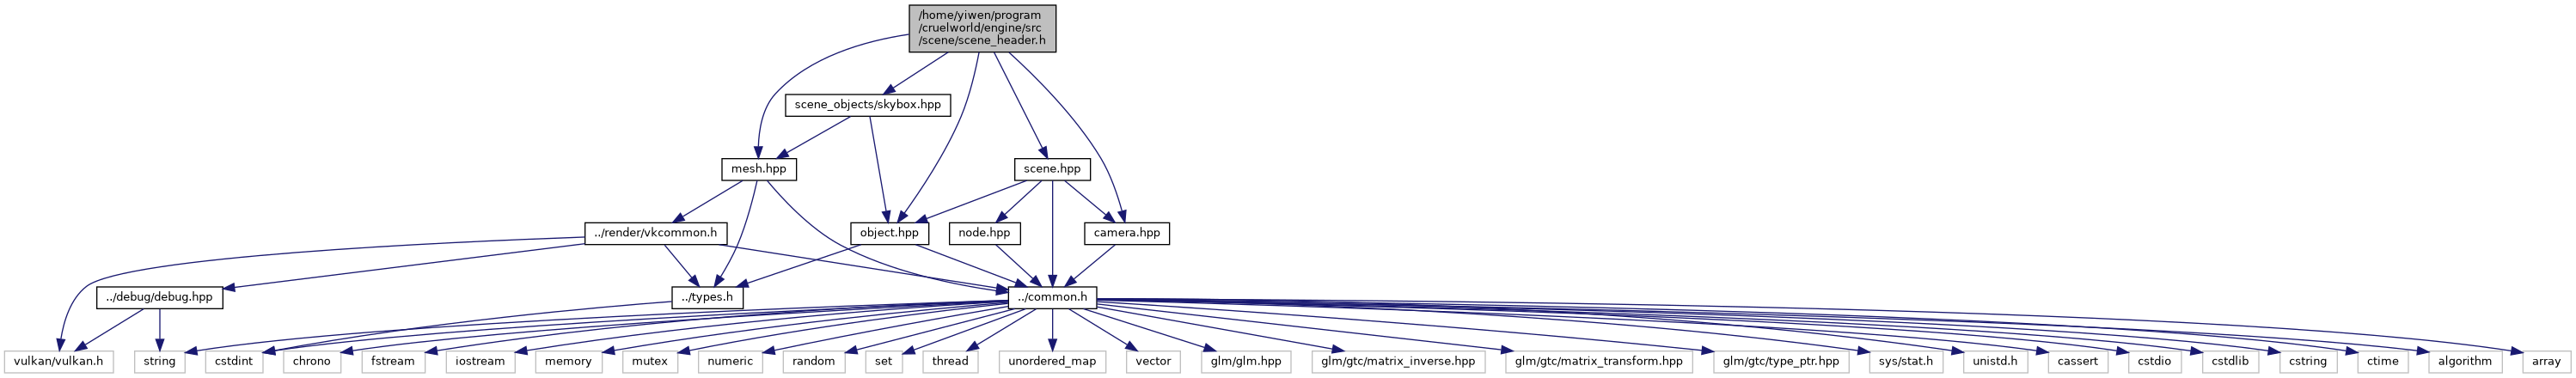 /home/yiwen/program
/cruelworld/engine/src
/scene/scene_header.h
scene_objects/skybox.hpp
mesh.hpp
scene.hpp
../render/vkcommon.h
object.hpp
node.hpp
camera.hpp
../debug/debug.hpp
../types.h
../common.h
vulkan/vulkan.h
string
cstdint
chrono
fstream
iostream
memory
mutex
numeric
random
set
thread
unordered_map
vector
glm/glm.hpp
glm/gtc/matrix_inverse.hpp
glm/gtc/matrix_transform.hpp
glm/gtc/type_ptr.hpp
sys/stat.h
unistd.h
cassert
cstdio
cstdlib
cstring
ctime
algorithm
array